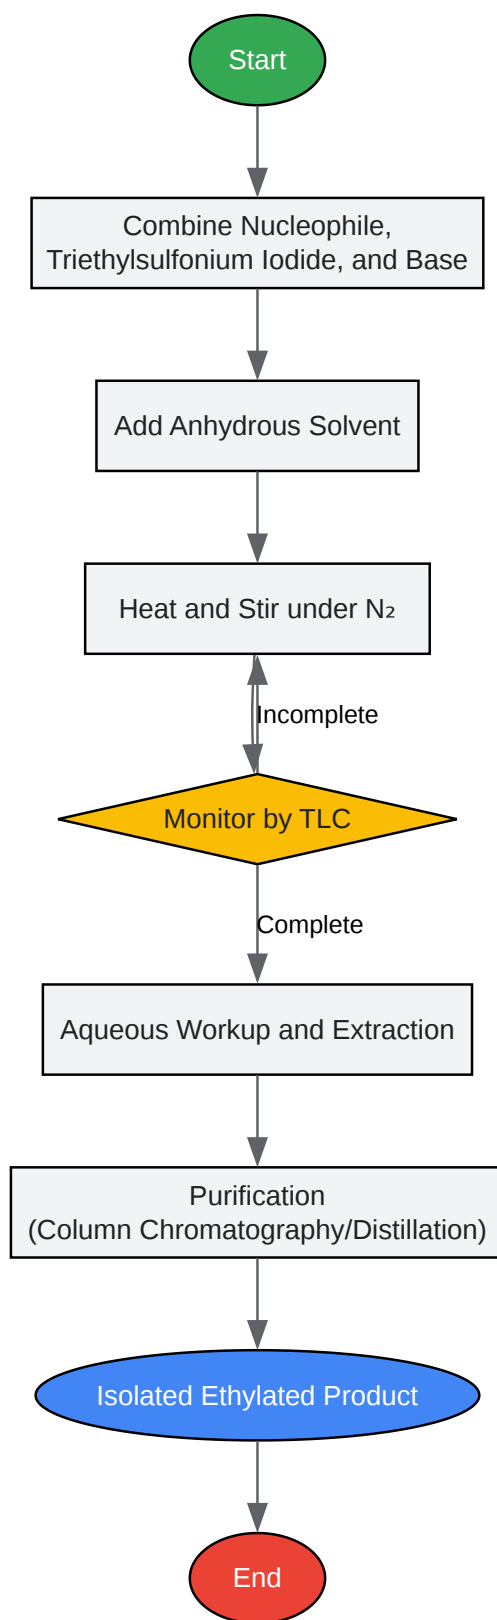 Start
Combine Nucleophile,
Triethylsulfonium Iodide, and Base
Add Anhydrous Solvent
Heat and Stir under N₂
Incomplete
Monitor by TLC
Complete
Aqueous Workup and Extraction
Purification
(Column Chromatography/Distillation)
Isolated Ethylated Product
End